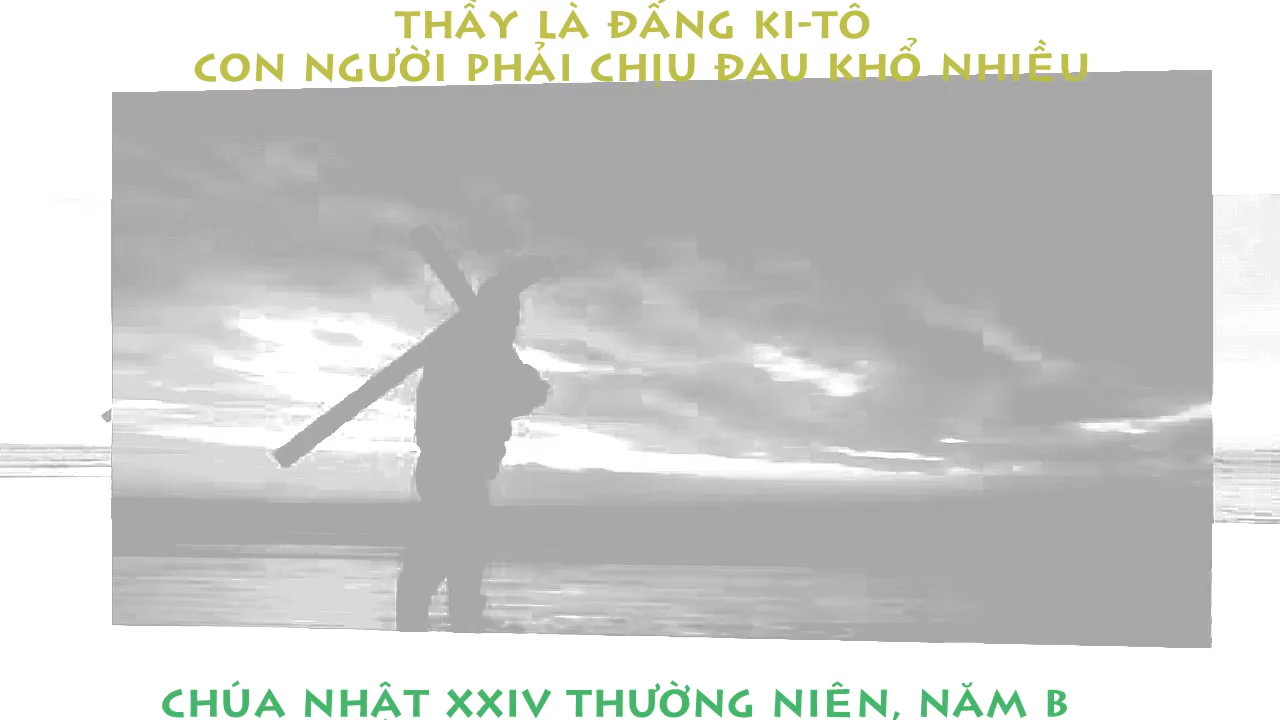 THẦY LÀ ĐẤNG KI-TÔ
CON NGƯỜI PHẢI CHỊU ĐAU KHỔ NHIỀU
CHÚA NHẬT XXIV THƯỜNG NIÊN, NĂM B